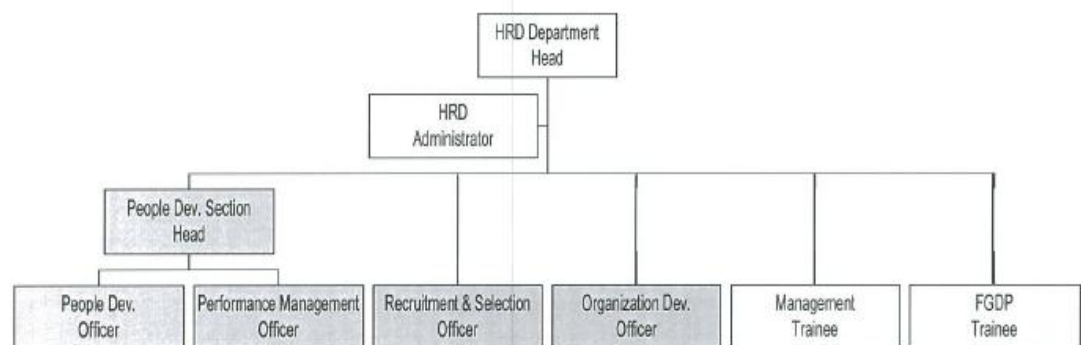 HRD Department
Head
HRD
Administrator
People Dev. Section
Head
People Dev.
Officer
Performance Management
Officer
Recruitment & Selection
Officer
Organization Dev.
Officer
Management
Trainee
FGDP
Trainee